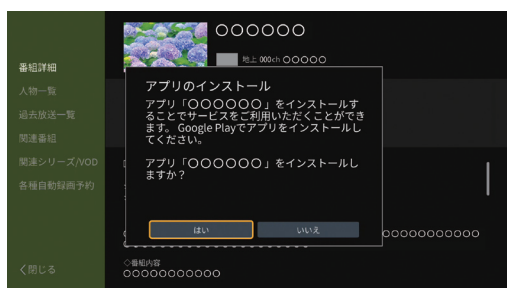 〇〇〇〇〇〇
地上 000ch 〇〇〇〇〇
番組詳細
人物一覧
過去放送一覧
関連番組
関連シリーズ/VOD
各種自動録画予約
く閉じる
アプリのインストール
アプリ「〇〇〇〇〇〇」をインストールす
ることでサービスをご利用いただくことができ
ます。 Google Playでアプリをインストールし
てください。
アプリ「〇〇〇〇〇〇」をインストールし
ますか?
はい
いいえ
〇〇〇〇〇〇〇〇〇〇〇
◇番組内容
〇〇〇〇〇〇〇〇〇〇〇